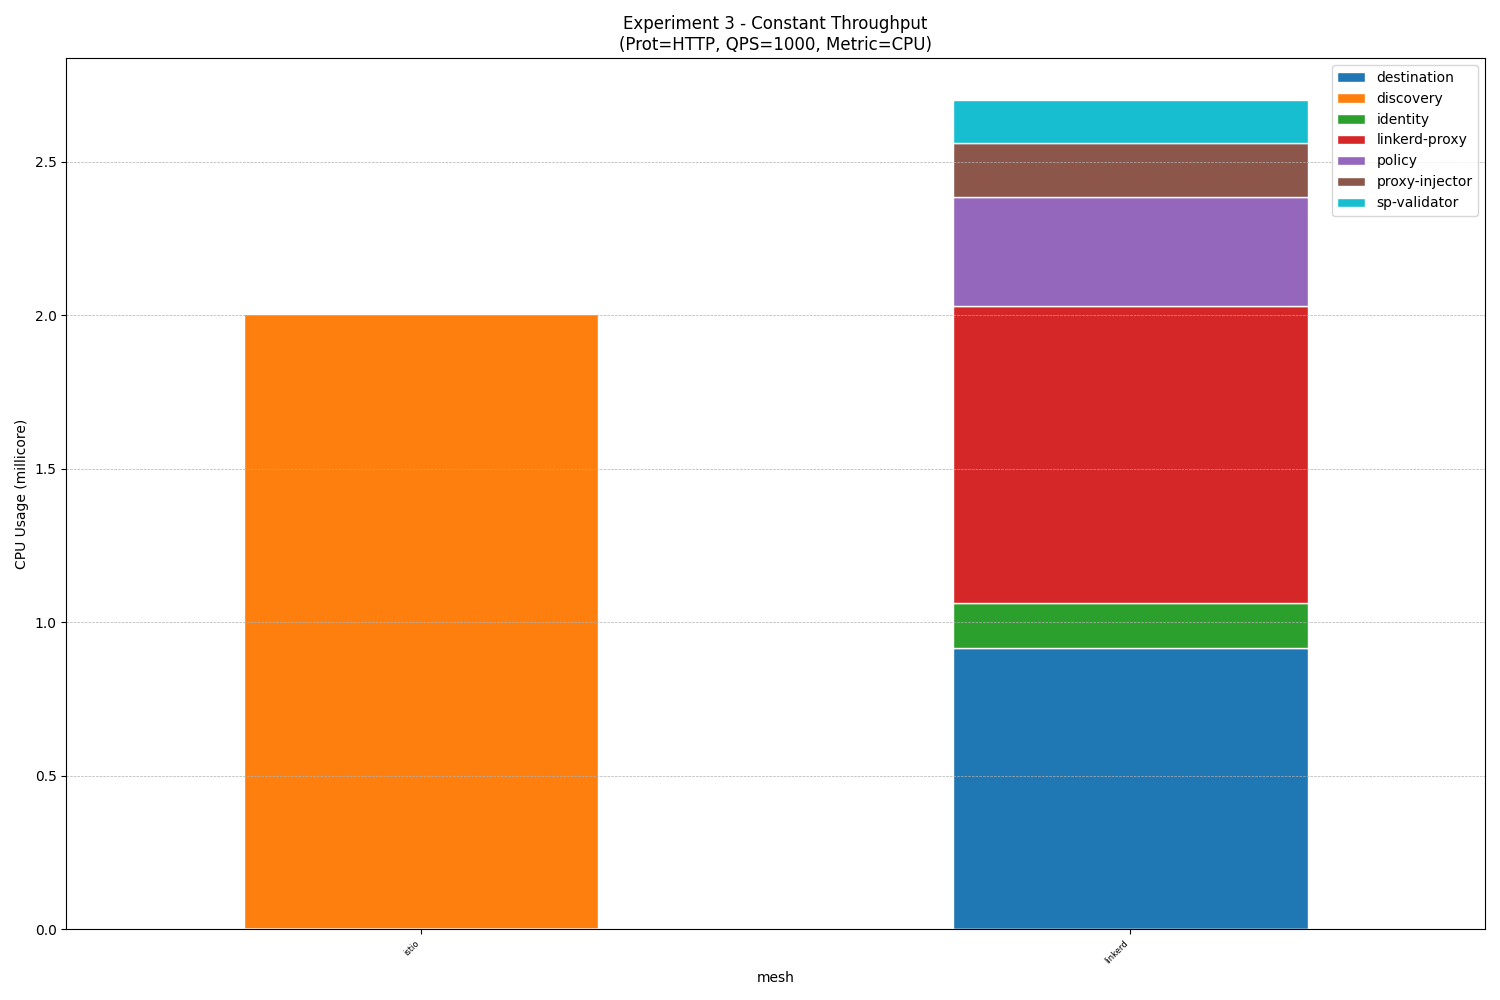 Experiment 3 - Constant Throughput
(Prot=HTTP, QPS=1000, Metric=CPU)
destination
discovery
identity
linkerd-proxy
policy
proxy-injector
sp-validator
CPU Usage (millicore)
2.5
2.0
1.5
1.0
0.5
0.0
istio
linkerd
mesh